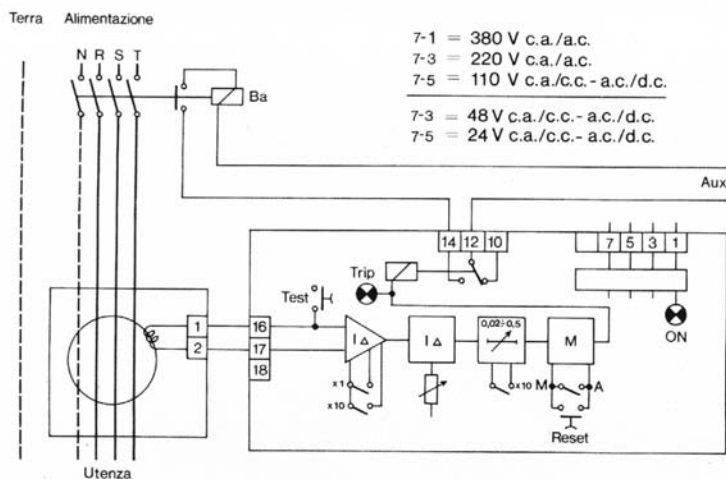 Terra Alimentazione
N R S T
Ba
7-1 = 380 V c.a./a.c.
7-3 = 220 V c.a./a.c.
7-5 = 110 V c.a./c.c.- a.c./d.c.
7-3 = 48 V c.a./c.c.- a.c./d.c.
7-5 = 24 V c.a./c.c.- a.c./d.c.
Aux
14 12 10
7 5 3 1
Trip
Test
ON
1
2
16
17
18
I Δ
I Δ
0,02÷0,5
M
x1
x10
x10
M
A
Reset
Utenza